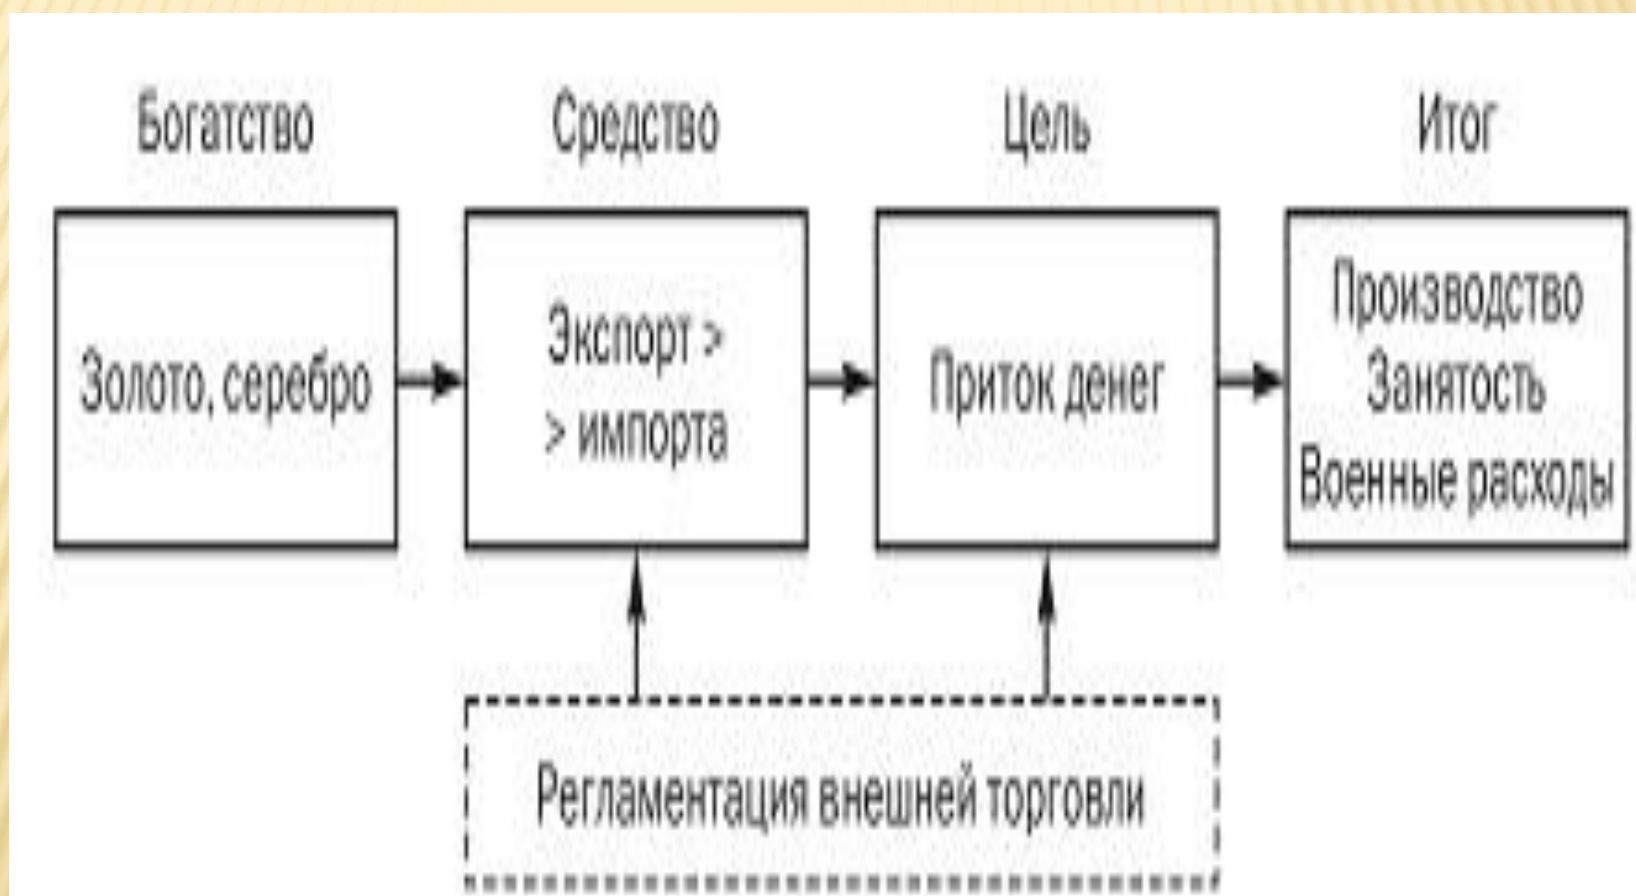 Богатство
Средство
Цель
Итог
Золото, серебро
Экспорт >
> импорта
Приток денег
Производство
Занятость
Военные расходы
Регламентация внешней торговли